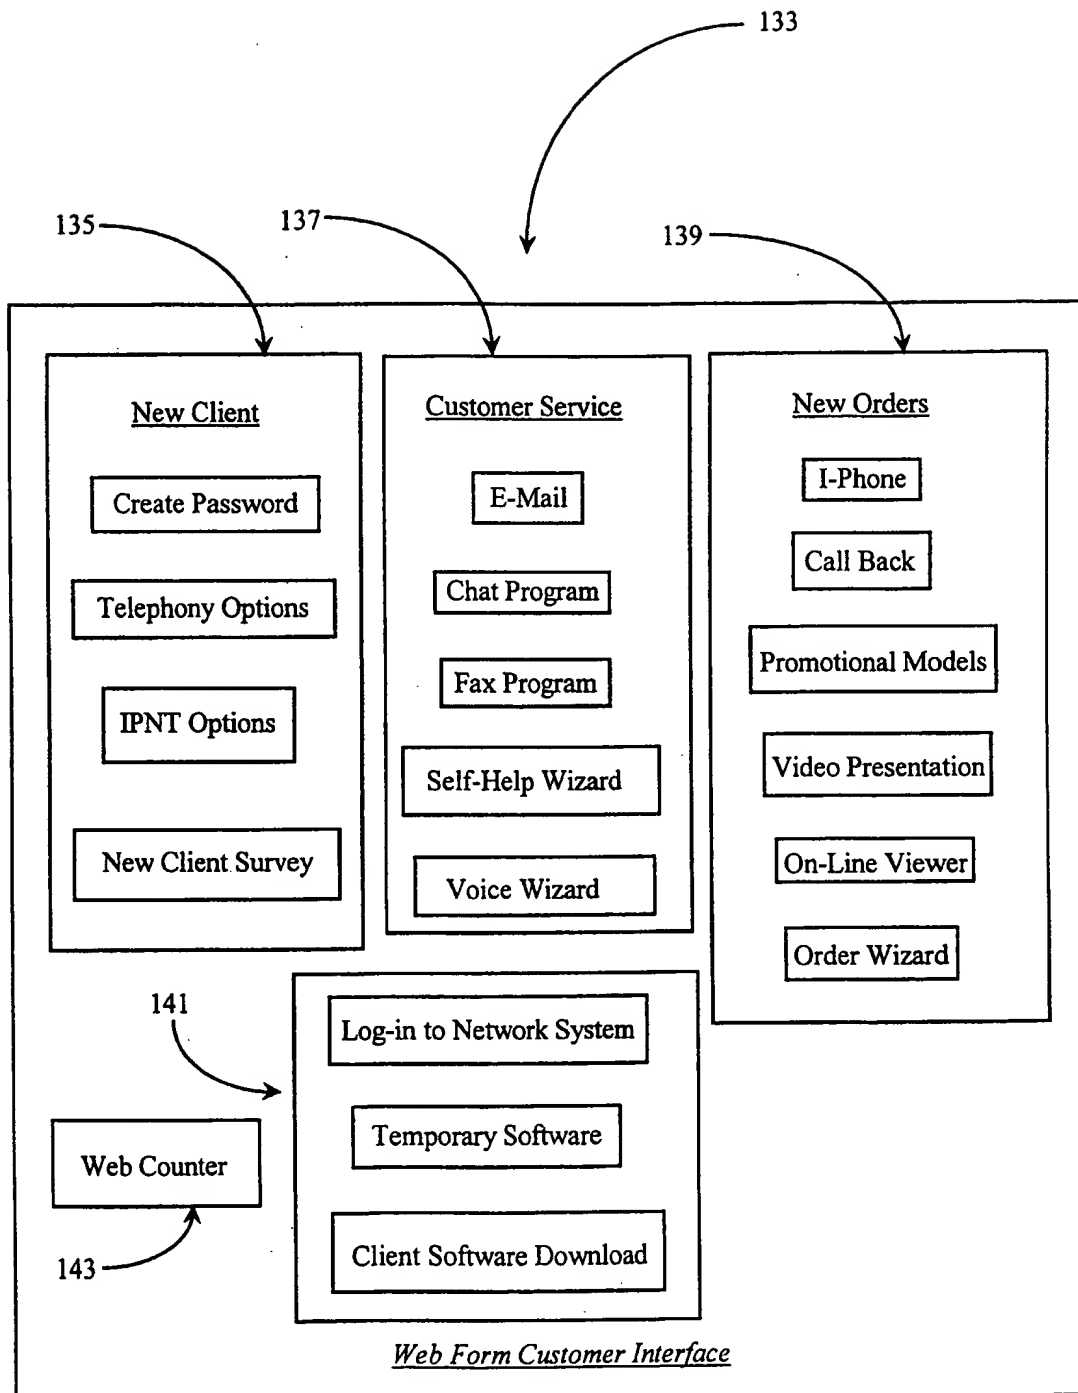 133
135
137
139
New Client
Create Password
Telephony Options
IPNT Options
New Client Survey
Customer Service
E-Mail
Chat Program
Fax Program
Self-Help Wizard
Voice Wizard
New Orders
I-Phone
Call Back
Promotional Models
Video Presentation
On-Line Viewer
Order Wizard
141
Log-in to Network System
Temporary Software
Client Software Download
Web Counter
143
Web Form Customer Interface